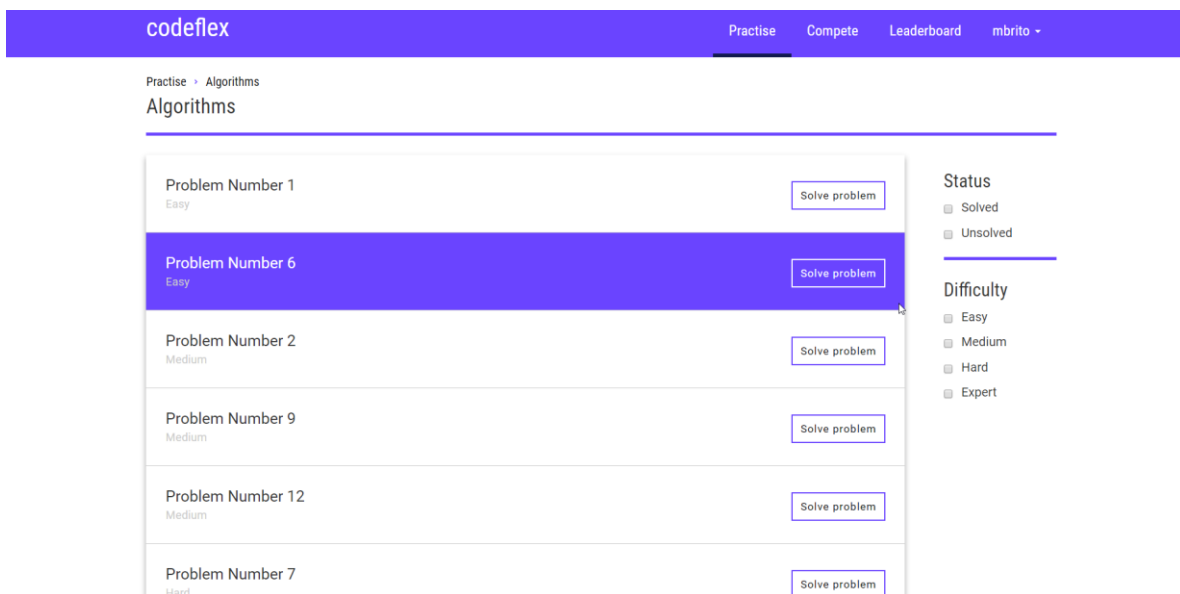 codeflex
Practise Compete Leaderboard mbrito
Practise › Algorithms
Algorithms
Problem Number 1
Easy
Solve problem
Problem Number 6
Easy
Solve problem
Problem Number 2
Medium
Solve problem
Problem Number 9
Medium
Solve problem
Problem Number 12
Medium
Solve problem
Problem Number 7
Hard
Solve problem
Status
Solved
Unsolved
Difficulty
Easy
Medium
Hard
Expert